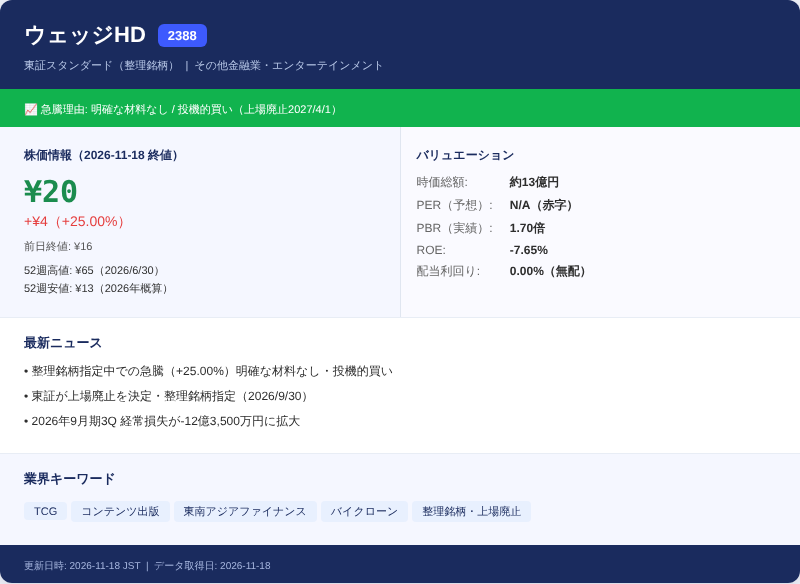 ウェッジHD 2388
東証スタンダード（整理銘柄） | その他金融業・エンターテインメント
📈 急騰理由: 明確な材料なし / 投機的買い（上場廃止2027/4/1）
株価情報（2026-11-18 終値）
¥20
+¥4（+25.00%）
前日終値: ¥16
52週高値: ¥65（2026/6/30）
52週安値: ¥13（2026年概算）
バリュエーション
時価総額: 約13億円
PER（予想）: N/A（赤字）
PBR（実績）: 1.70倍
ROE: -7.65%
配当利回り: 0.00%（無配）
最新ニュース
• 整理銘柄指定中での急騰（+25.00%）明確な材料なし・投機的買い
• 東証が上場廃止を決定・整理銘柄指定（2026/9/30）
• 2026年9月期3Q 経常損失が-12億3,500万円に拡大
業界キーワード
TCG コンテンツ出版 東南アジアファイナンス バイクローン 整理銘柄・上場廃止
更新日時: 2026-11-18 JST | データ取得日: 2026-11-18